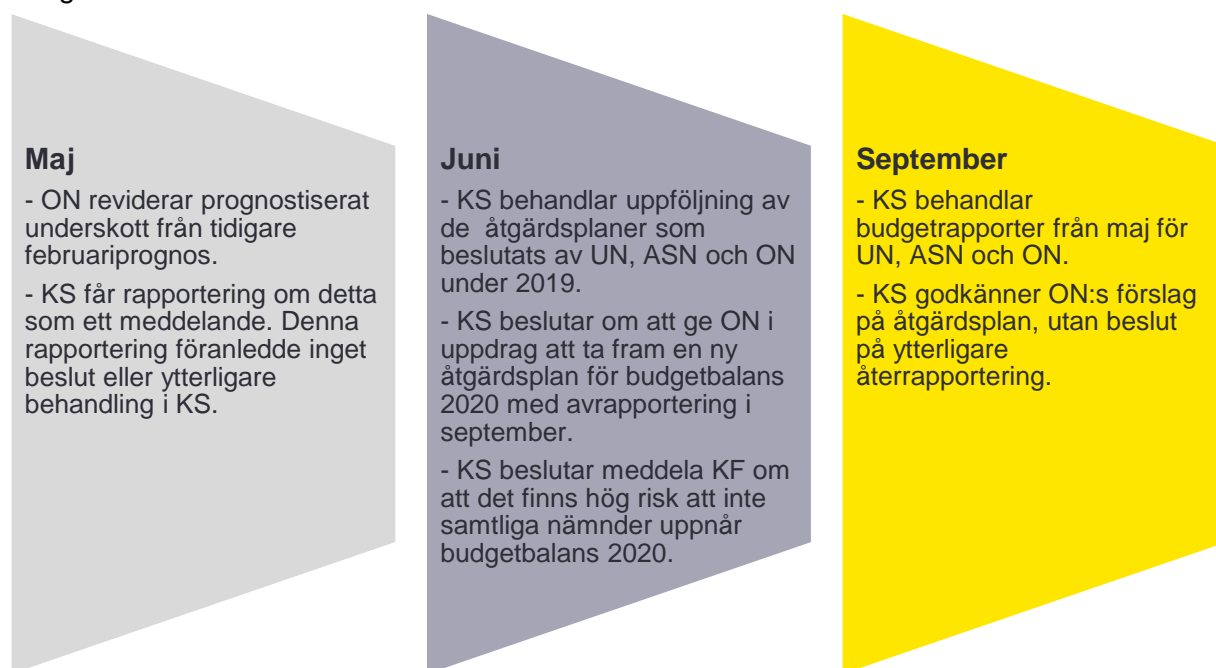 Maj
- ON reviderar prognostiserat
underskott från tidigare
februariprognos.
- KS får rapportering om detta
som ett meddelande. Denna
rapportering föranledde inget
beslut eller ytterligare
behandling i KS.
Juni
- KS behandlar uppföljning av
de  åtgärdsplaner som
beslutats av UN, ASN och ON
under 2019.
- KS beslutar om att ge ON i
uppdrag att ta fram en ny
åtgärdsplan för budgetbalans
2020 med avrapportering i
september.
- KS beslutar meddela KF om
att det finns hög risk att inte
samtliga nämnder uppnår
budgetbalans 2020.
September
- KS behandlar
budgetrapporter från maj för
UN, ASN och ON.
- KS godkänner ON:s förslag
på åtgärdsplan, utan beslut
på ytterligare
återrapportering.